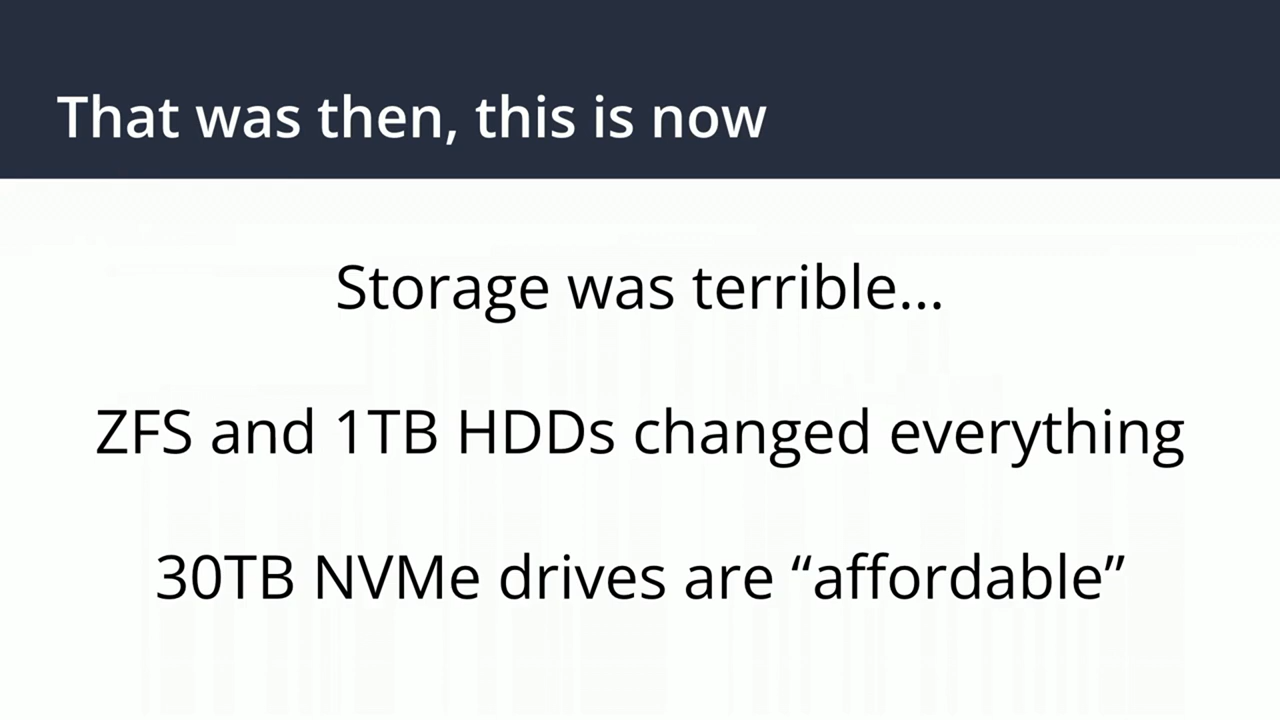 That was then, this is now
Storage was terrible...
ZFS and 1TB HDDs changed everything
30TB NVMe drives are “affordable”